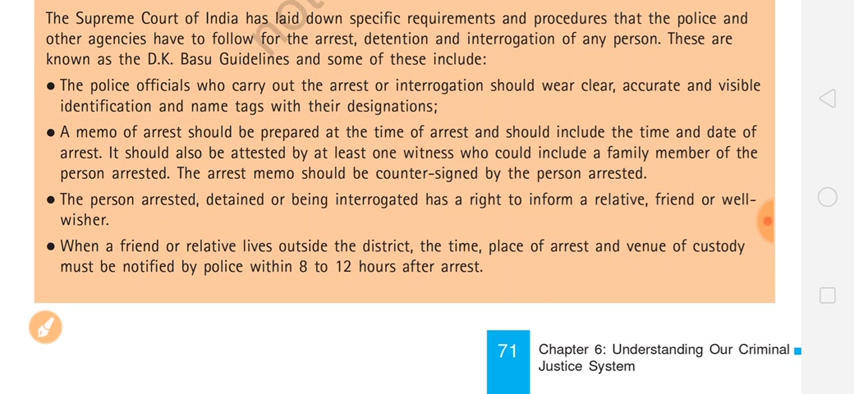 The Supreme Court of India has laid down specific requirements and procedures that the police and
other agencies have to follow for the arrest, detention and interrogation of any person. These are
known as the D.K. Basu Guidelines and some of these include:
● The police officials who carry out the arrest or interrogation should wear clear, accurate and visible
identification and name tags with their designations;
● A memo of arrest should be prepared at the time of arrest and should include the time and date of
arrest. It should also be attested by at least one witness who could include a family member of the
person arrested. The arrest memo should be counter-signed by the person arrested.
● The person arrested, detained or being interrogated has a right to inform a relative, friend or well-
wisher.
● When a friend or relative lives outside the district, the time, place of arrest and venue of custody
must be notified by police within 8 to 12 hours after arrest.
71 Chapter 6: Understanding Our Criminal
Justice System